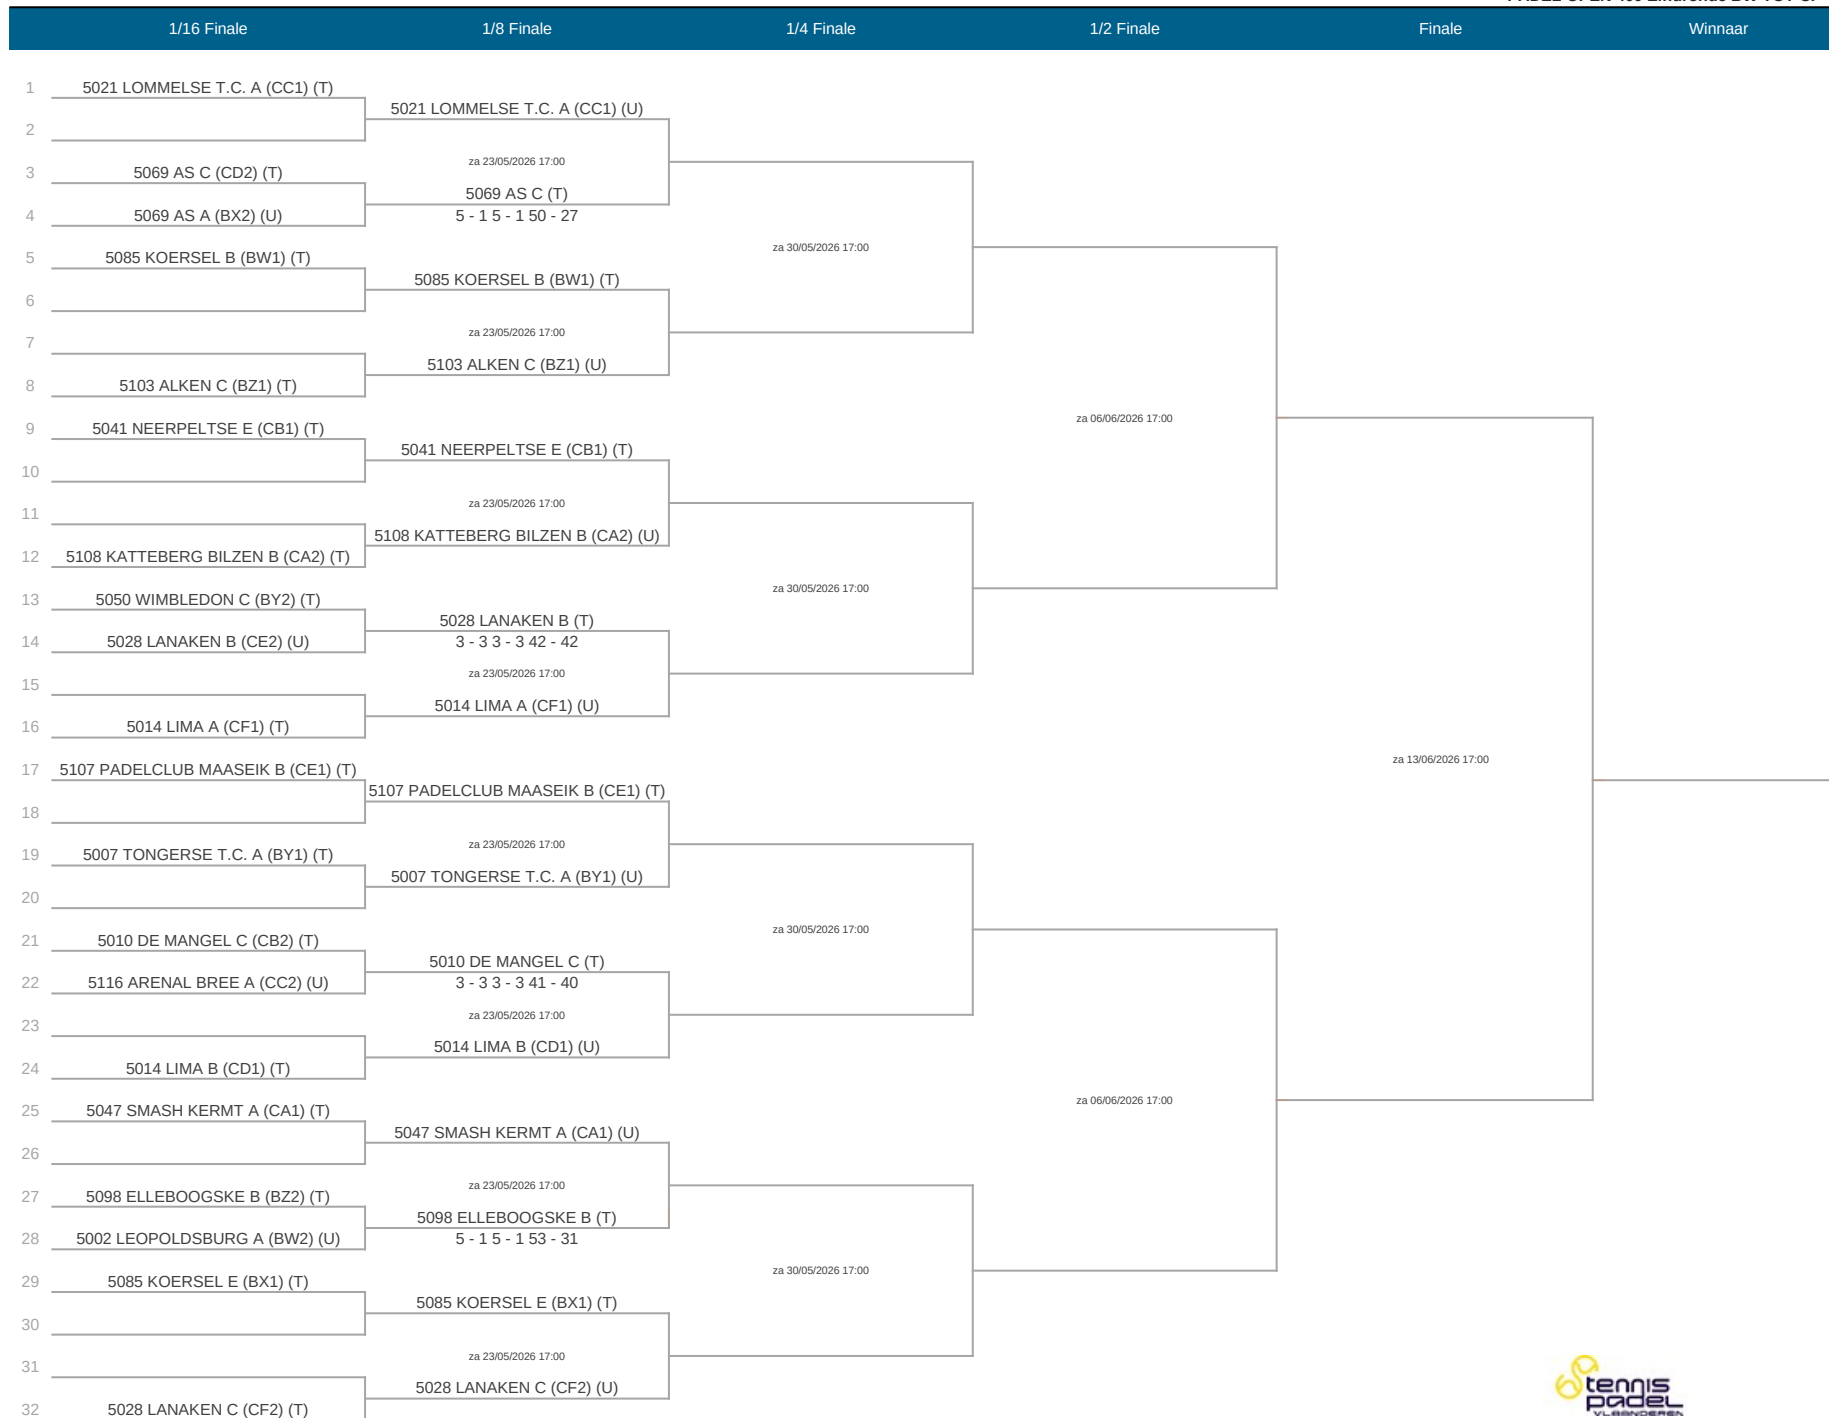 1/16 Finale 1/8 Finale 1/4 Finale 1/2 Finale Finale Winnaar
1 5021 LOMMELSE T.C. A (CC1) (T)
5021 LOMMELSE T.C. A (CC1) (U)
2
za 23/05/2026 17:00
3 5069 AS C (CD2) (T)
5069 AS C (T)
4 5069 AS A (BX2) (U)
5 - 1 5 - 1 50 - 27
za 30/05/2026 17:00
5 5085 KOERSEL B (BW1) (T)
5085 KOERSEL B (BW1) (T)
6
za 23/05/2026 17:00
7
5103 ALKEN C (BZ1) (U)
8 5103 ALKEN C (BZ1) (T)
za 06/06/2026 17:00
9 5041 NEERPELTSE E (CB1) (T)
5041 NEERPELTSE E (CB1) (T)
10
za 23/05/2026 17:00
11
5108 KATTEBERG BILZEN B (CA2) (U)
12 5108 KATTEBERG BILZEN B (CA2) (T)
za 30/05/2026 17:00
13 5050 WIMBLEDON C (BY2) (T)
5028 LANAKEN B (T)
14 5028 LANAKEN B (CE2) (U)
3 - 3 3 - 3 42 - 42
za 23/05/2026 17:00
15
5014 LIMA A (CF1) (U)
16 5014 LIMA A (CF1) (T)
za 13/06/2026 17:00
17 5107 PADELCLUB MAASEIK B (CE1) (T)
5107 PADELCLUB MAASEIK B (CE1) (T)
18
za 23/05/2026 17:00
19 5007 TONGERSE T.C. A (BY1) (T)
5007 TONGERSE T.C. A (BY1) (U)
20
za 30/05/2026 17:00
21 5010 DE MANGEL C (CB2) (T)
5010 DE MANGEL C (T)
22 5116 ARENAL BREE A (CC2) (U)
3 - 3 3 - 3 41 - 40
za 23/05/2026 17:00
23
5014 LIMA B (CD1) (U)
24 5014 LIMA B (CD1) (T)
za 06/06/2026 17:00
25 5047 SMASH KERMT A (CA1) (T)
5047 SMASH KERMT A (CA1) (U)
26
za 23/05/2026 17:00
27 5098 ELLEBOOGSKE B (BZ2) (T)
5098 ELLEBOOGSKE B (T)
28 5002 LEOPOLDSBURG A (BW2) (U)
5 - 1 5 - 1 53 - 31
za 30/05/2026 17:00
29 5085 KOERSEL E (BX1) (T)
5085 KOERSEL E (BX1) (T)
30
za 23/05/2026 17:00
31
5028 LANAKEN C (CF2) (U)
32 5028 LANAKEN C (CF2) (T)
tennis
padel
VLAANDEREN